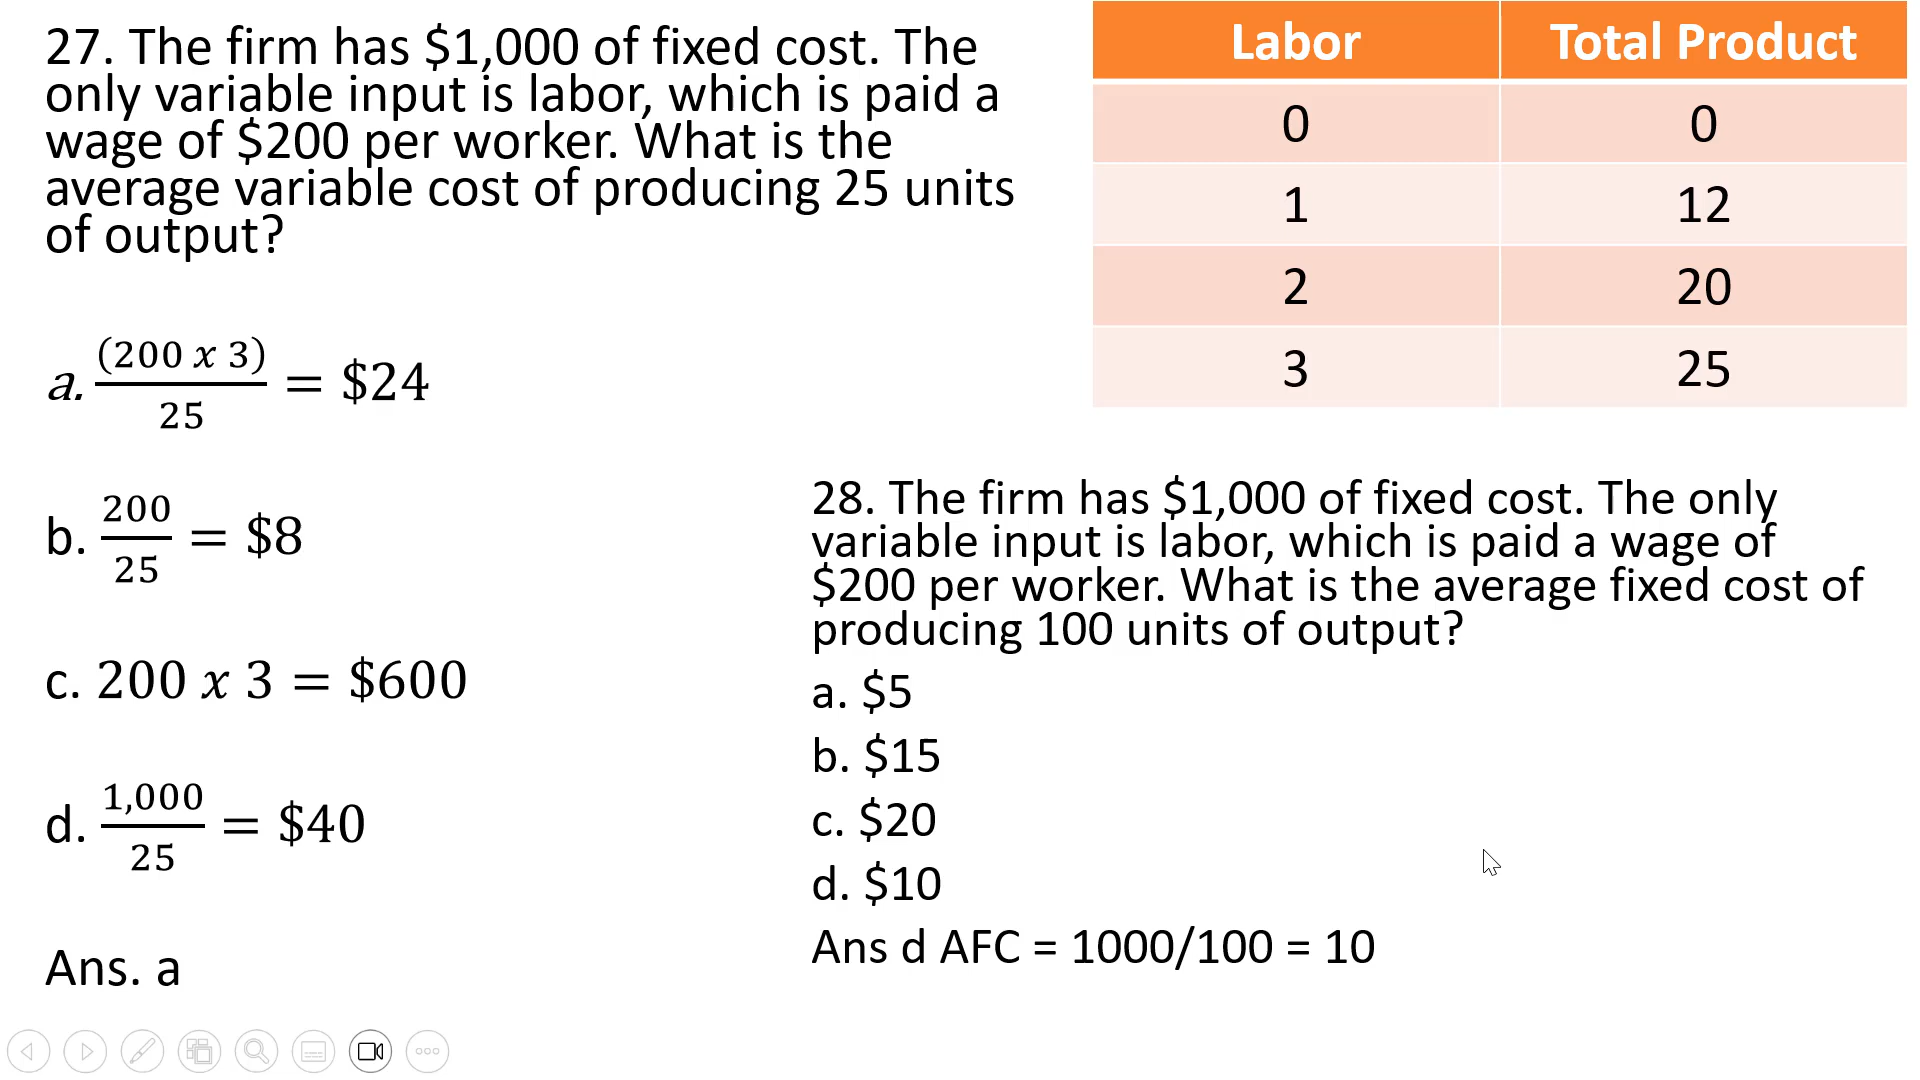 27. The firm has $1,000 of fixed cost. The
only variable input is labor, which is paid a
wage of $200 per worker. What is the
average variable cost of producing 25 units
of output?
a. (200 x 3)/25 = $24
b. 200/25 = $8
c. 200 x 3 = $600
d. 1,000/25 = $40
Ans. a
Labor Total Product
0 0
1 12
2 20
3 25
28. The firm has $1,000 of fixed cost. The only
variable input is labor, which is paid a wage of
$200 per worker. What is the average fixed cost of
producing 100 units of output?
a. $5
b. $15
c. $20
d. $10
Ans d AFC = 1000/100 = 10